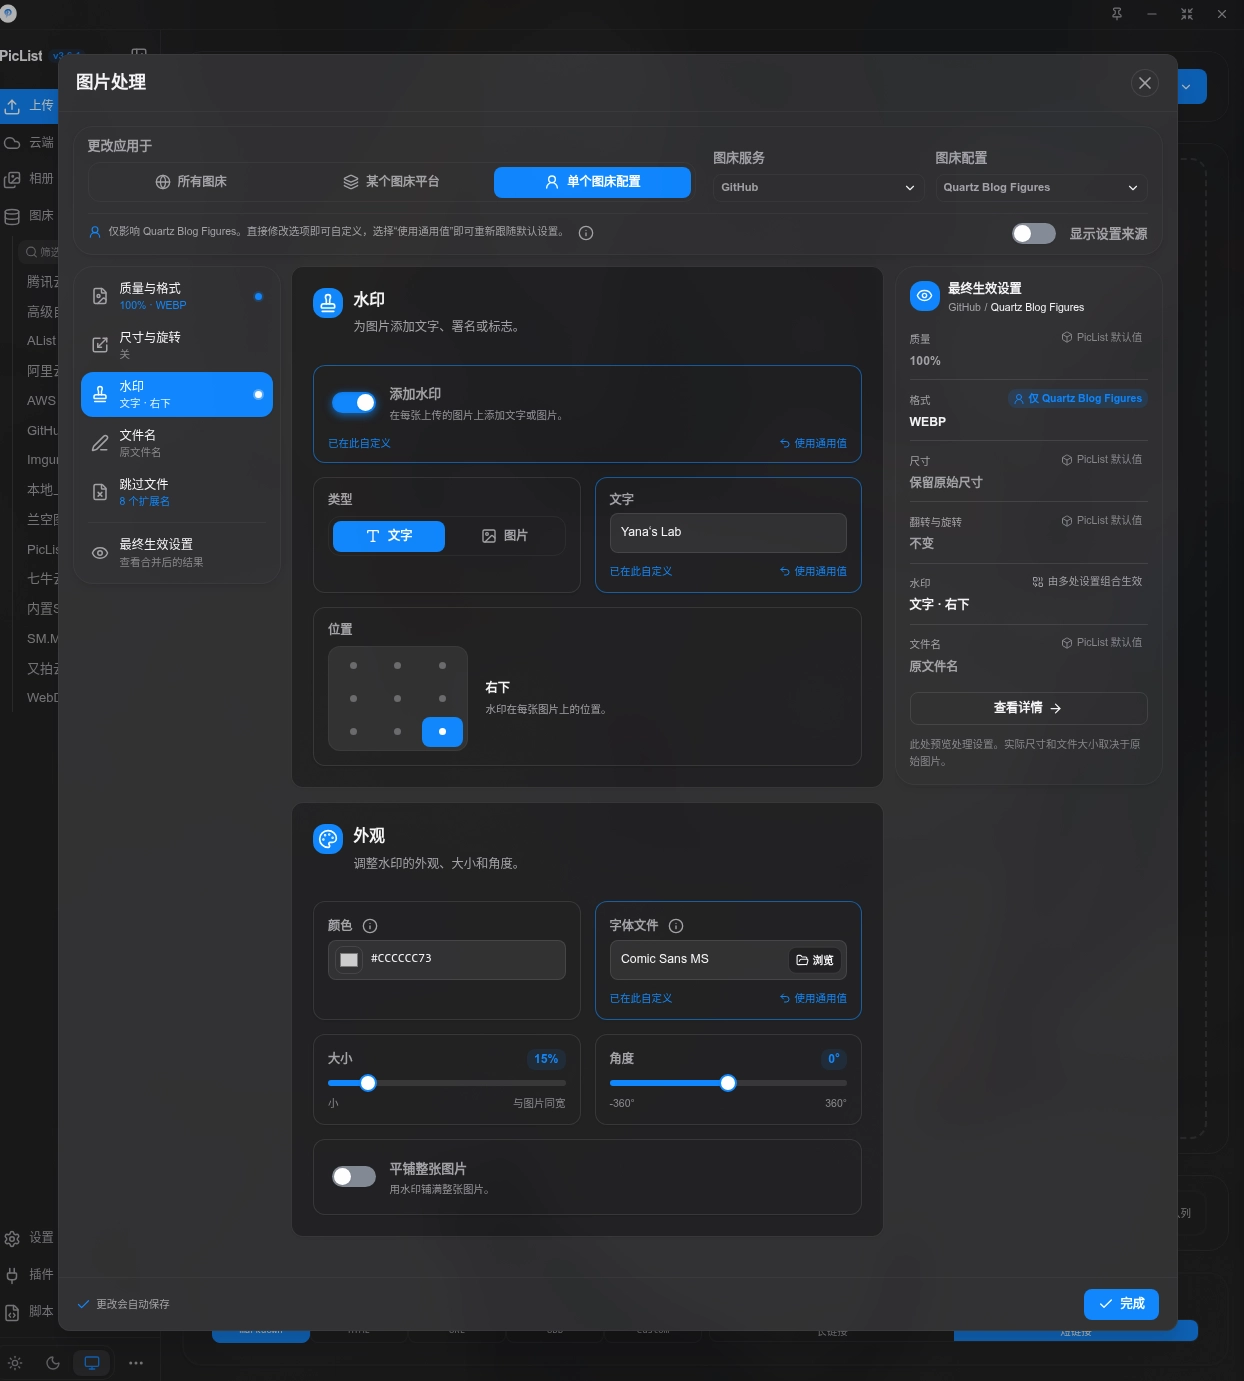 PicList
图片处理
上传
云端
相册
图床
腾讯云
AList
阿里云
AWS
Imgur
七牛云
又拍云
设置
插件
脚本
更改应用于
所有图床
某个图床平台
单个图床配置
图床服务
GitHub
图床配置
Quartz Blog Figures
仅影响 Quartz Blog Figures。直接修改选项即可自定义，选择“使用通用值”即可重新跟随默认设置。
显示设置来源
质量与格式
100% · WEBP
尺寸与旋转
关
水印
文字 · 右下
文件名
原文件名
跳过文件
8 个扩展名
最终生效设置
查看合并后的结果
水印
为图片添加文字、署名或标志。
添加水印
在每张上传的图片上添加文字或图片。
已在此自定义
使用通用值
类型
文字
图片
文字
Yana's Lab
已在此自定义
使用通用值
位置
右下
水印在每张图片上的位置。
外观
调整水印的外观、大小和角度。
颜色
#CCCCCC73
字体文件
Comic Sans MS
浏览
已在此自定义
使用通用值
大小
15%
小
与图片同宽
角度
0°
-360°
360°
平铺整张图片
用水印铺满整张图片。
最终生效设置
GitHub / Quartz Blog Figures
质量
PicList 默认值
100%
格式
仅 Quartz Blog Figures
WEBP
尺寸
PicList 默认值
保留原始尺寸
翻转与旋转
PicList 默认值
不变
水印
由多处设置组合生效
文字 · 右下
文件名
PicList 默认值
原文件名
查看详情
此处预览处理设置。实际尺寸和文件大小取决于原
始图片。
更改会自动保存
完成